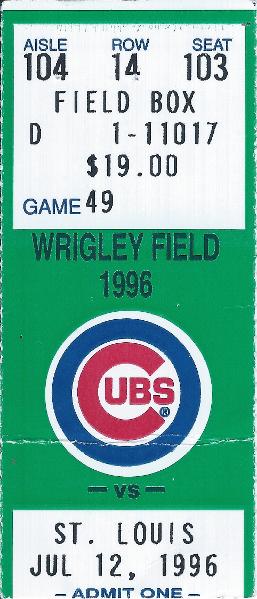 AISLE ROW SEAT
104 14 103
FIELD BOX
D 1-11017
$19.00
GAME 49
WRIGLEY FIELD
1996
CUBS®
— VS —
ST. LOUIS
JUL 12, 1996
— ADMIT ONE —